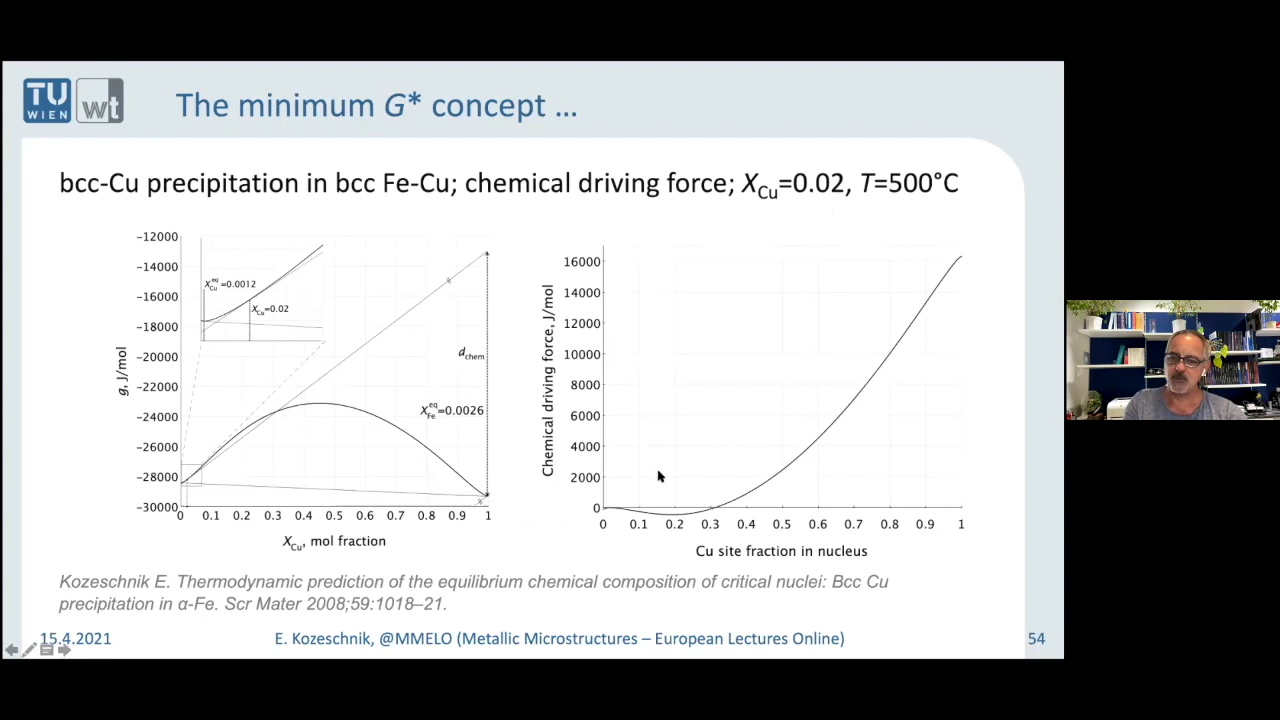 TU
WIEN
wt
The minimum G* concept ...
bcc-Cu precipitation in bcc Fe-Cu; chemical driving force; XCu=0.02, T=500°C
-12000
-14000
-16000
-18000
-20000
-22000
-24000
-26000
-28000
-30000
g, J/mol
XCu^eq=0.0012
XCu=0.02
dchem
XFe^eq=0.0026
0 0.1 0.2 0.3 0.4 0.5 0.6 0.7 0.8 0.9 1
XCu, mol fraction
16000
14000
12000
10000
8000
6000
4000
2000
0
Chemical driving force, J/mol
0 0.1 0.2 0.3 0.4 0.5 0.6 0.7 0.8 0.9 1
Cu site fraction in nucleus
Kozeschnik E. Thermodynamic prediction of the equilibrium chemical composition of critical nuclei: Bcc Cu
precipitation in α-Fe. Scr Mater 2008;59:1018–21.
15.4.2021
E. Kozeschnik, @MMELO (Metallic Microstructures – European Lectures Online)
54